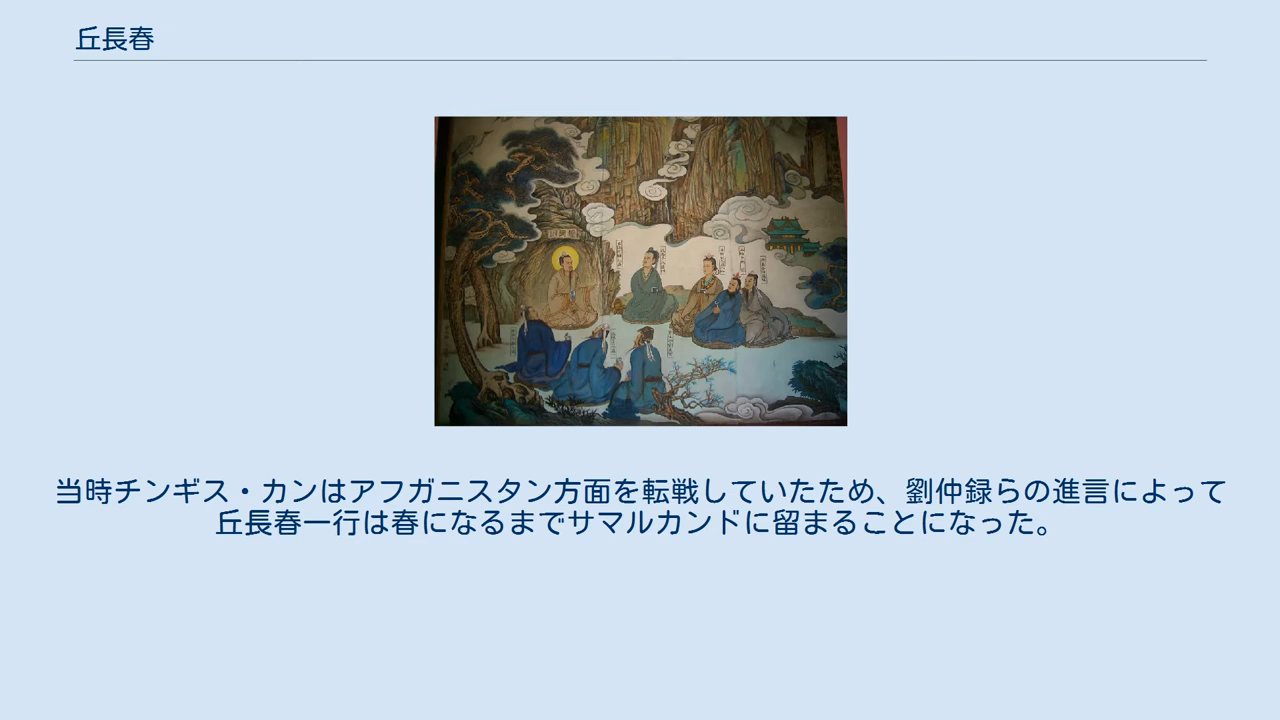 丘長春
当時チンギス・カンはアフガニスタン方面を転戦していたため、劉仲録らの進言によって
丘長春一行は春になるまでサマルカンドに留まることになった。